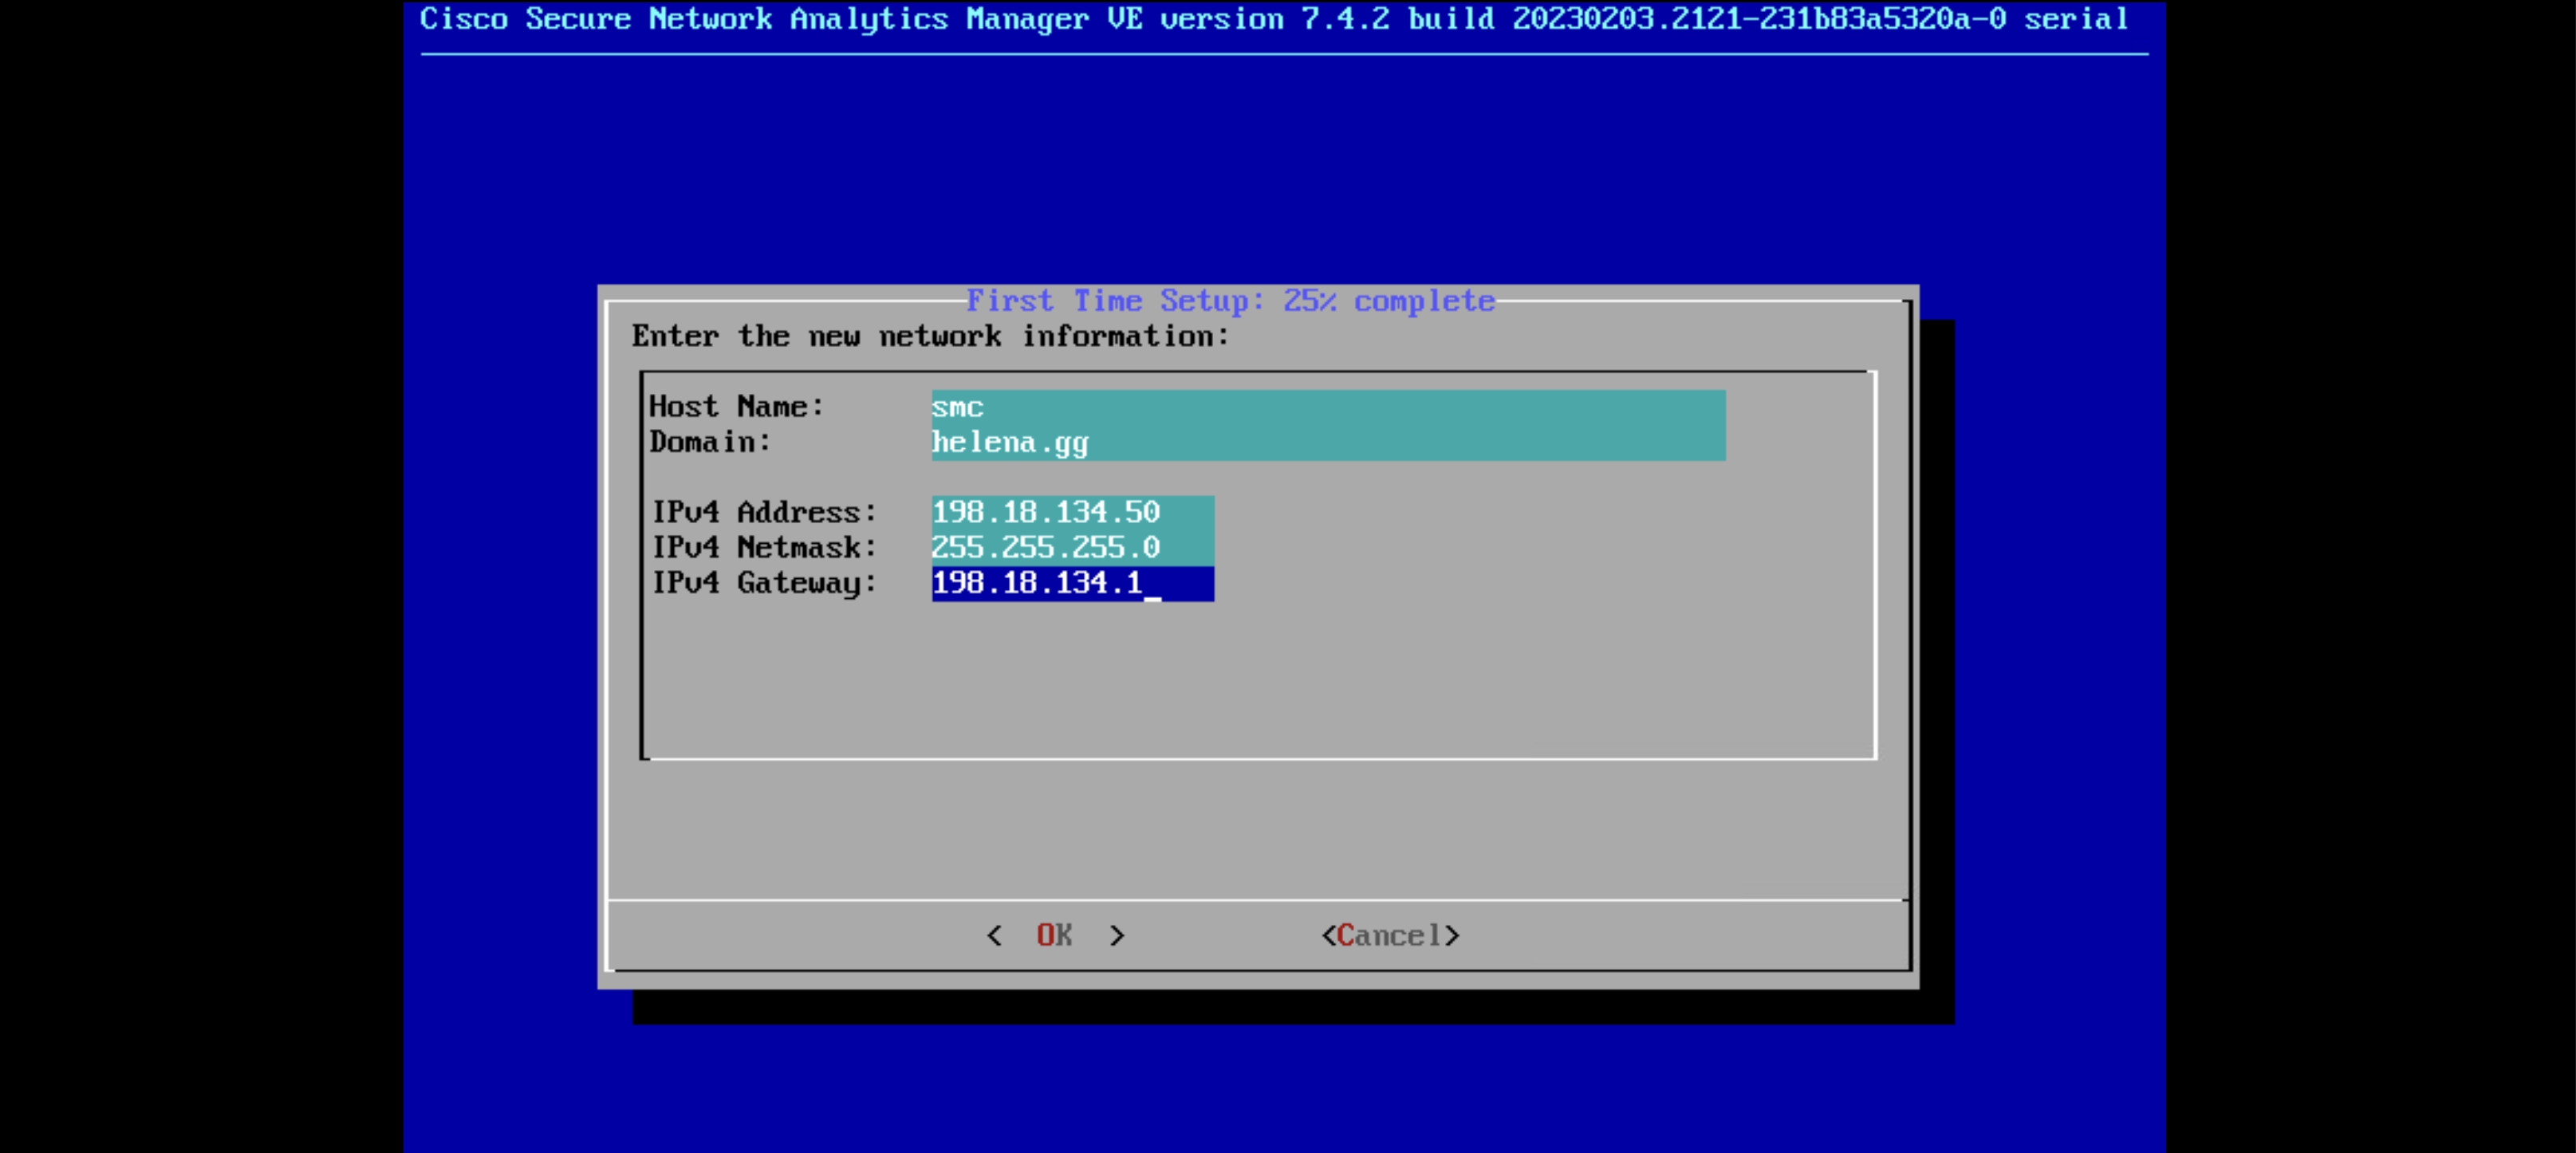 Cisco Secure Network Analytics Manager VE version 7.4.2 build 20230203.2121-231b83a5320a-0 serial
First Time Setup: 25% complete
Enter the new network information:
Host Name: smc
Domain: helena.gg
IPv4 Address: 198.18.134.50
IPv4 Netmask: 255.255.255.0
IPv4 Gateway: 198.18.134.1_
< OK > <Cancel>